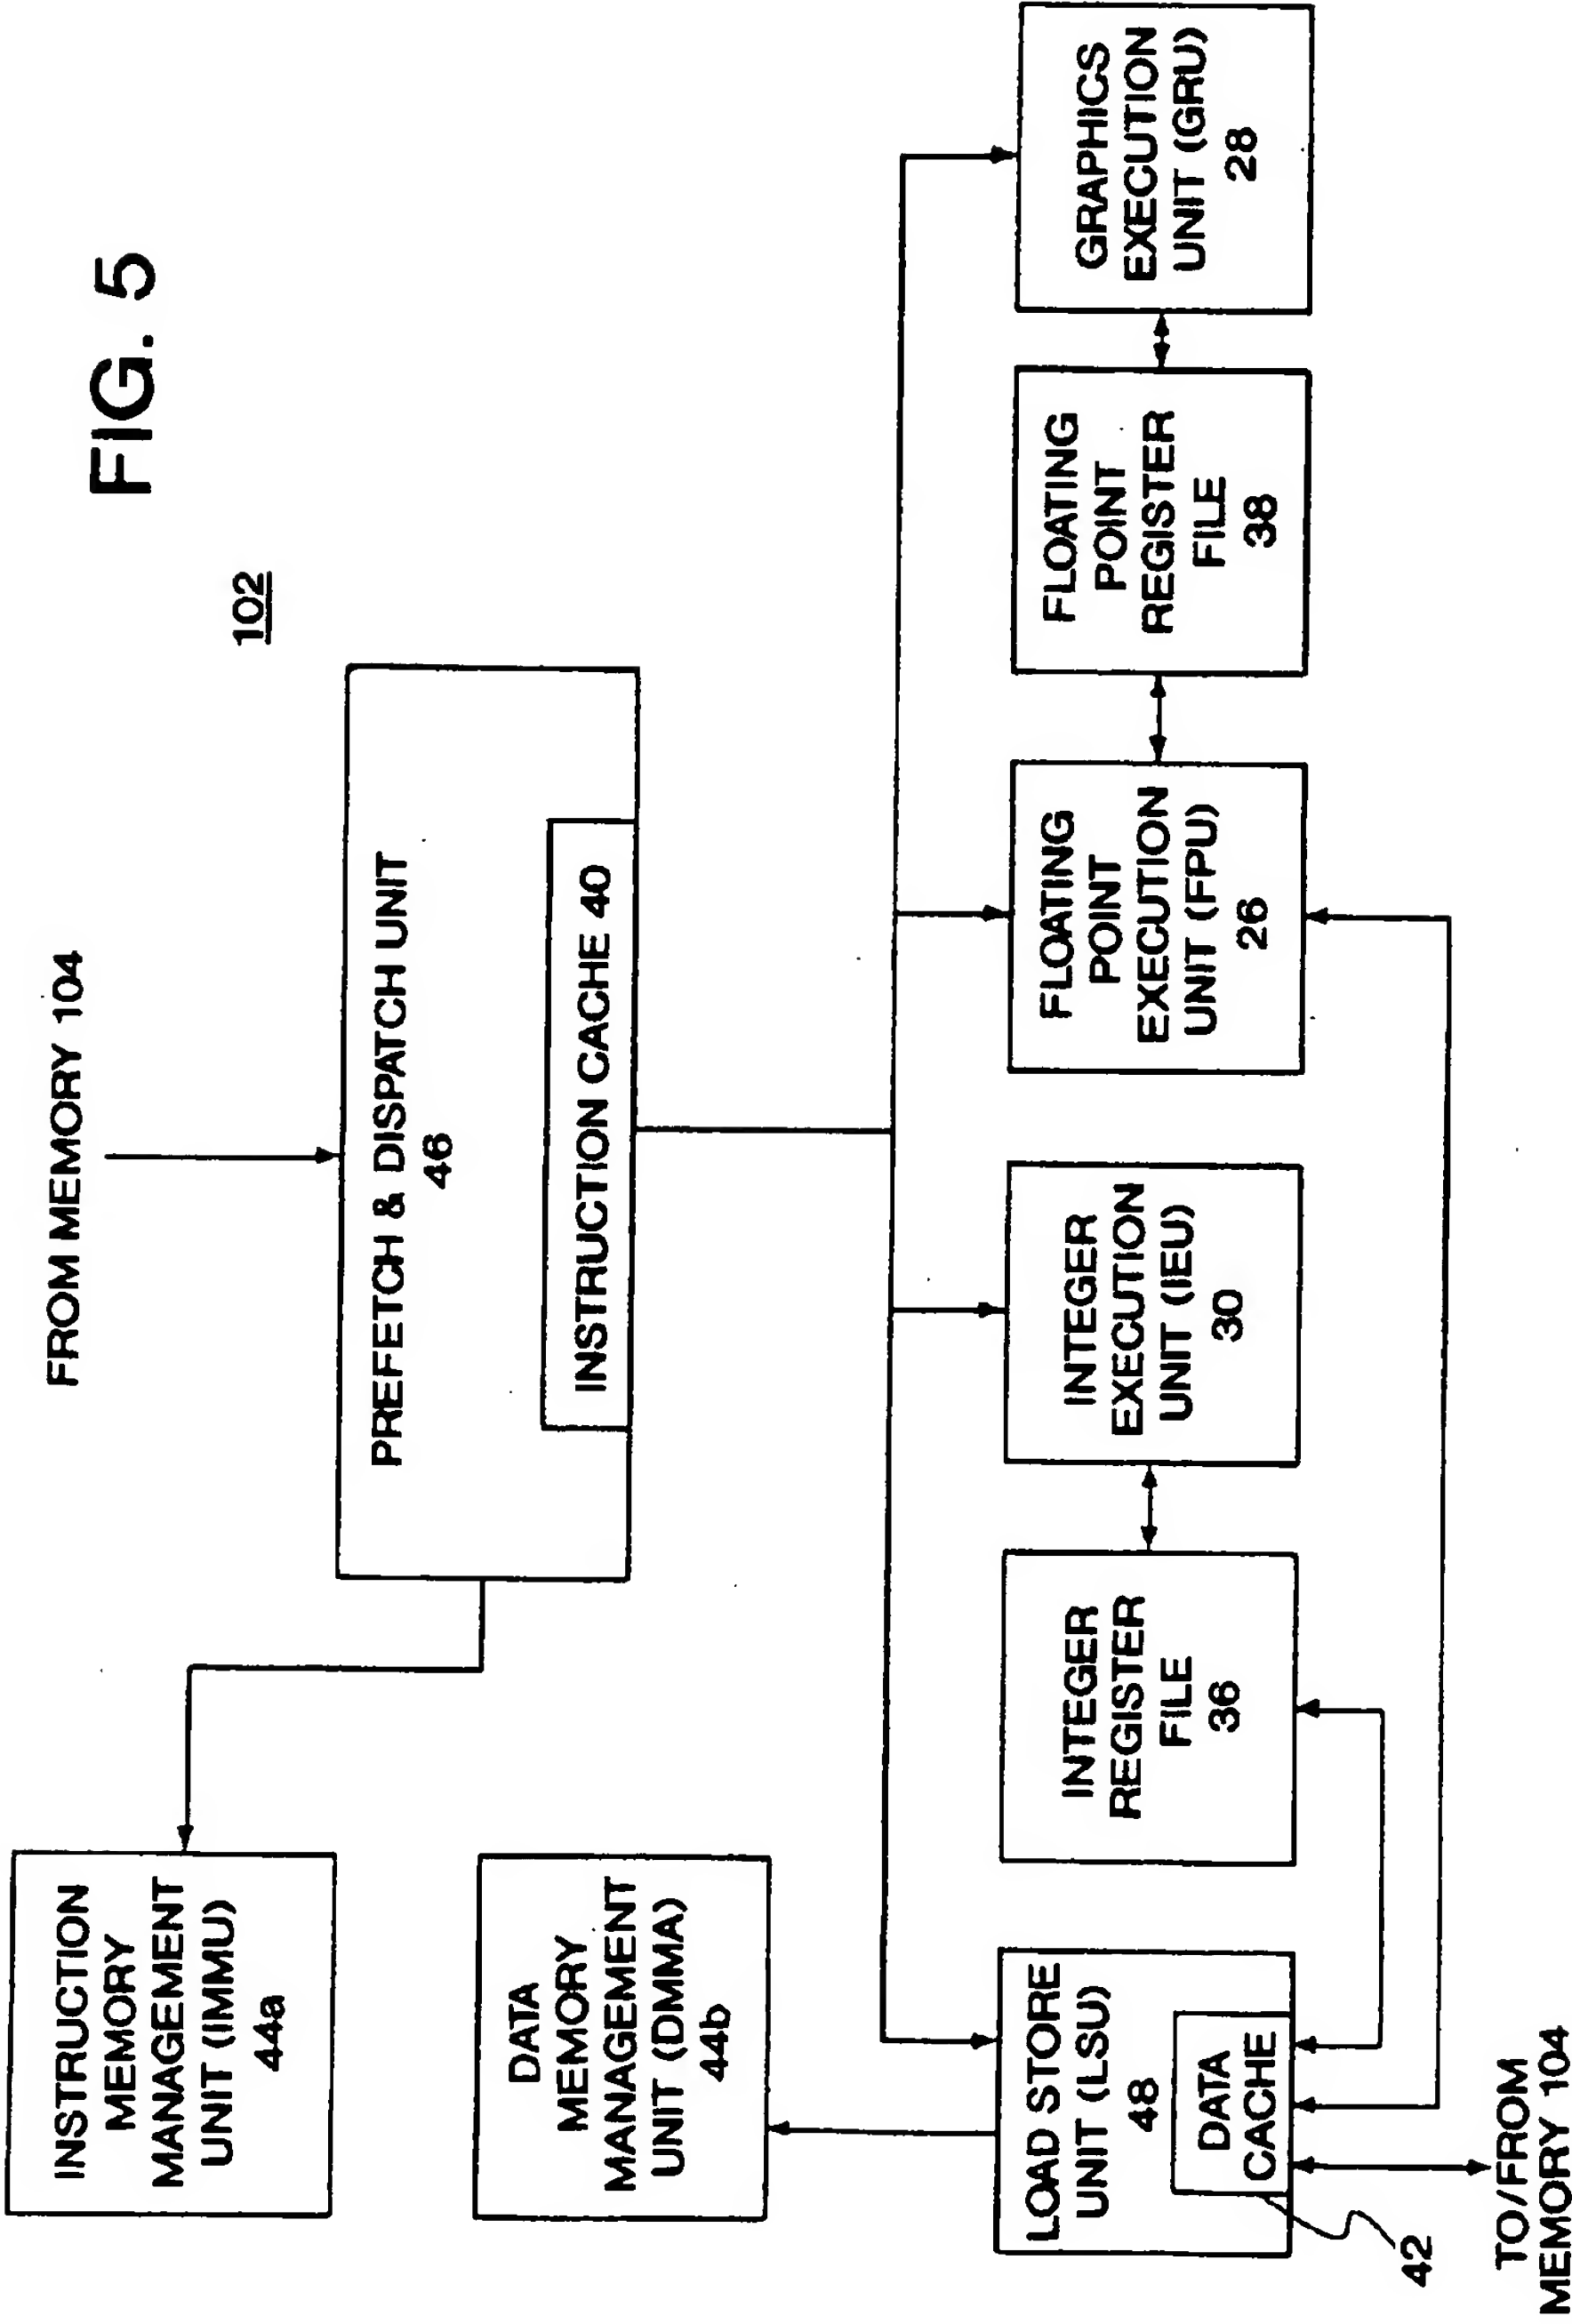 FIG. 5
102
FROM MEMORY 104
PREFETCH & DISPATCH UNIT
46
INSTRUCTION CACHE 40
INSTRUCTION
MEMORY
MANAGEMENT
UNIT (IMMU)
44a
DATA
MEMORY
MANAGEMENT
UNIT (DMMA)
44b
LOAD STORE
UNIT (LSU)
48
DATA
CACHE
42
TO/FROM
MEMORY 104
INTEGER
REGISTER
FILE
36
INTEGER
EXECUTION
UNIT (IEU)
30
FLOATING
POINT
EXECUTION
UNIT (FPU)
26
FLOATING
POINT
REGISTER
FILE
38
GRAPHICS
EXECUTION
UNIT (GRU)
28